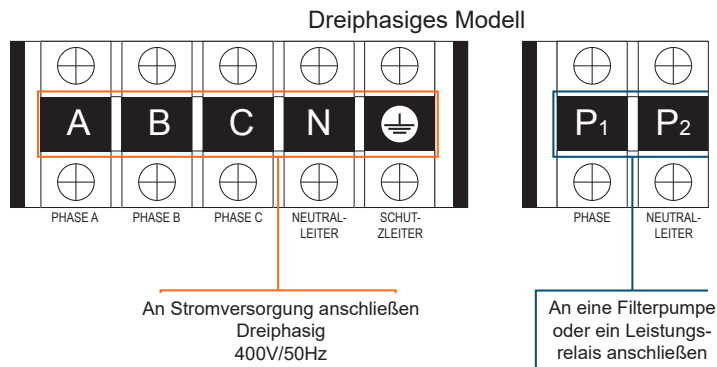 Dreiphasiges Modell
A B C N
P1 P2
PHASE A PHASE B PHASE C NEUTRAL- SCHUT-
LEITER ZLEITER
PHASE NEUTRAL-
LEITER
An Stromversorgung anschließen
Dreiphasig
400V/50Hz
An eine Filterpumpe
oder ein Leistungs-
relais anschließen